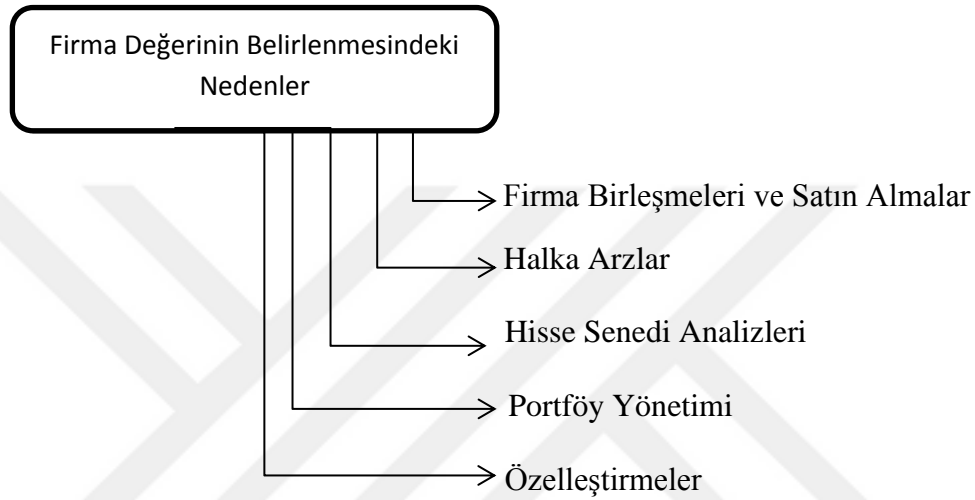 Firma Değerinin Belirlenmesindeki
Nedenler
Firma Birleşmeleri ve Satın Almalar
Halka Arzlar
Hisse Senedi Analizleri
Portföy Yönetimi
Özelleştirmeler